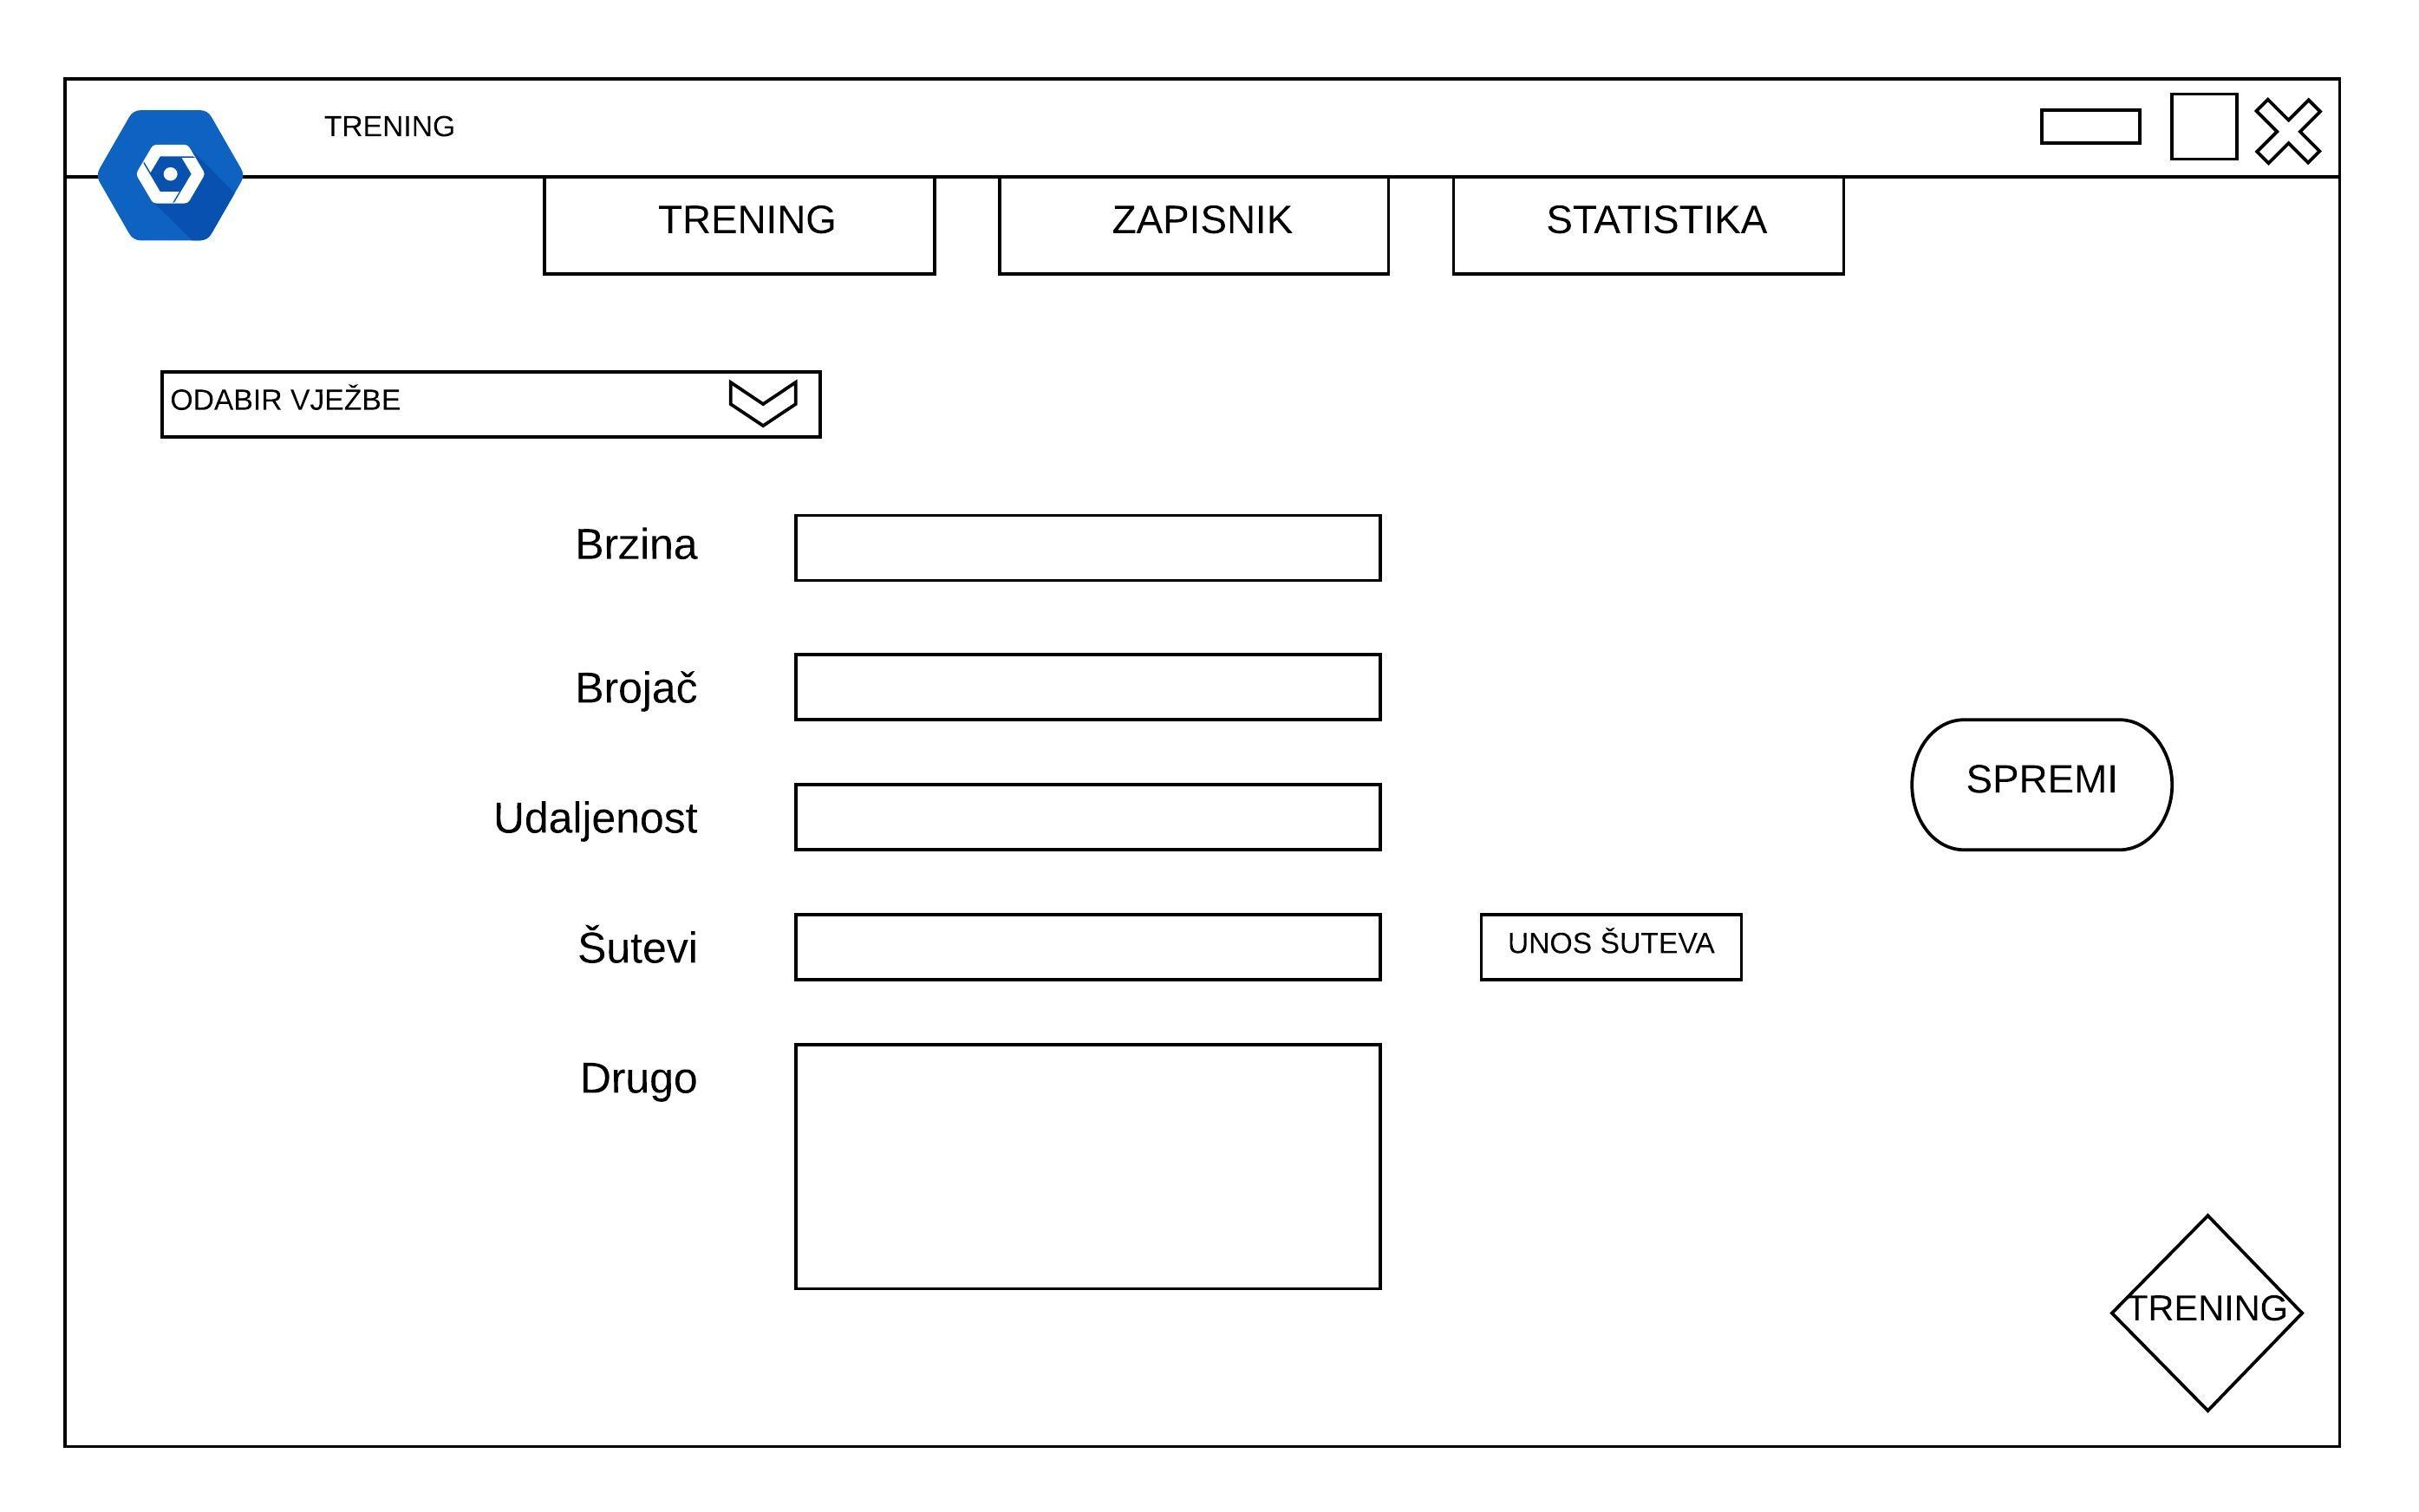 TRENING
TRENING
ZAPISNIK
STATISTIKA
ODABIR VJEŽBE
Brzina
Brojač
SPREMI
Udaljenost
Šutevi
UNOS ŠUTEVA
Drugo
TRENING